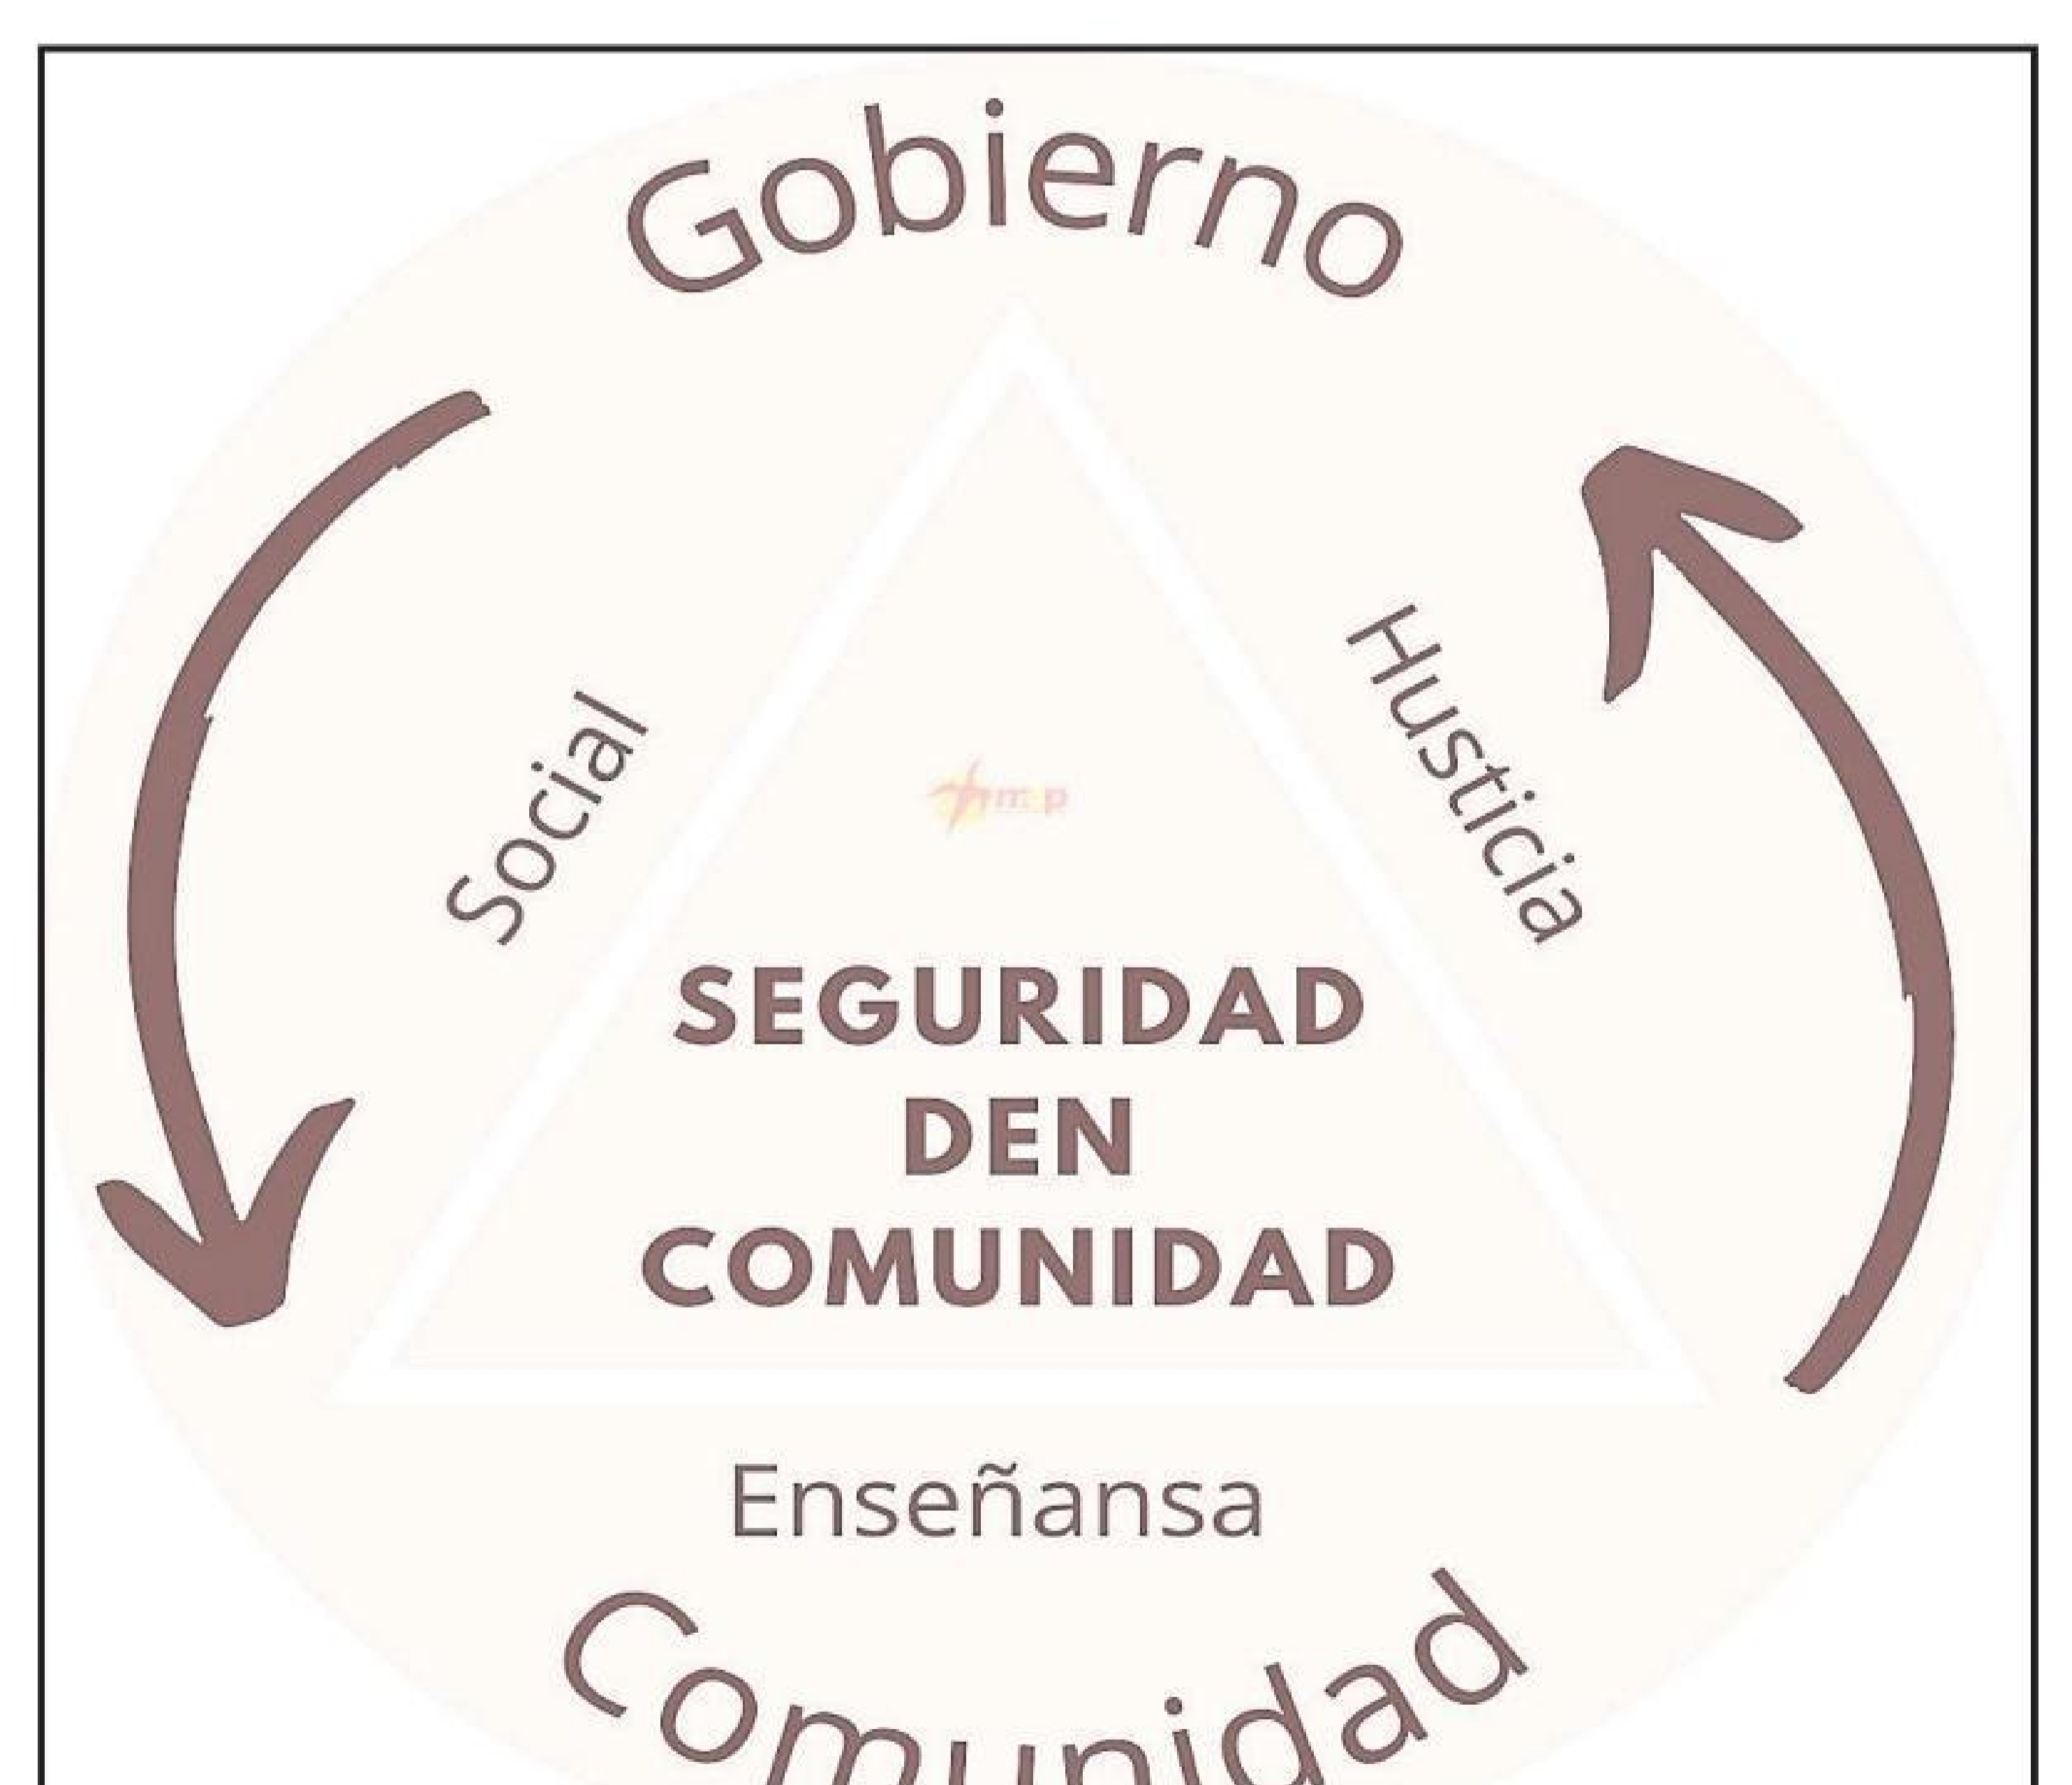 Gobierno
Social
Husticia
SEGURIDAD
DEN
COMUNIDAD
Enseñansa
Comunidad